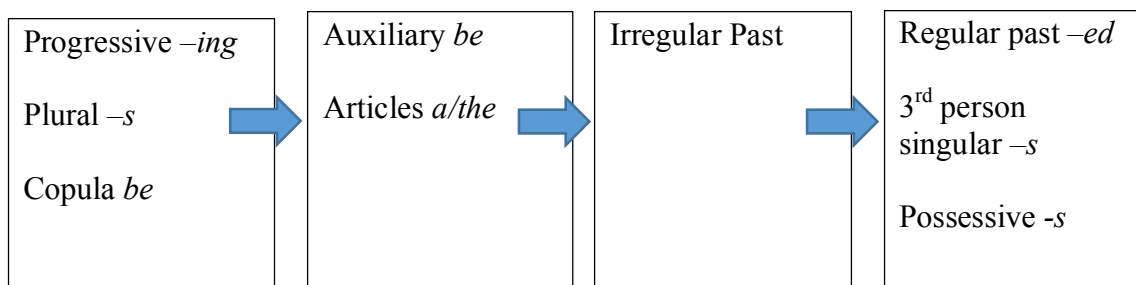 Progressive –ing
Plural –s
Copula be
Auxiliary be
Articles a/the
Irregular Past
Regular past –ed
3rd person
singular –s
Possessive -s